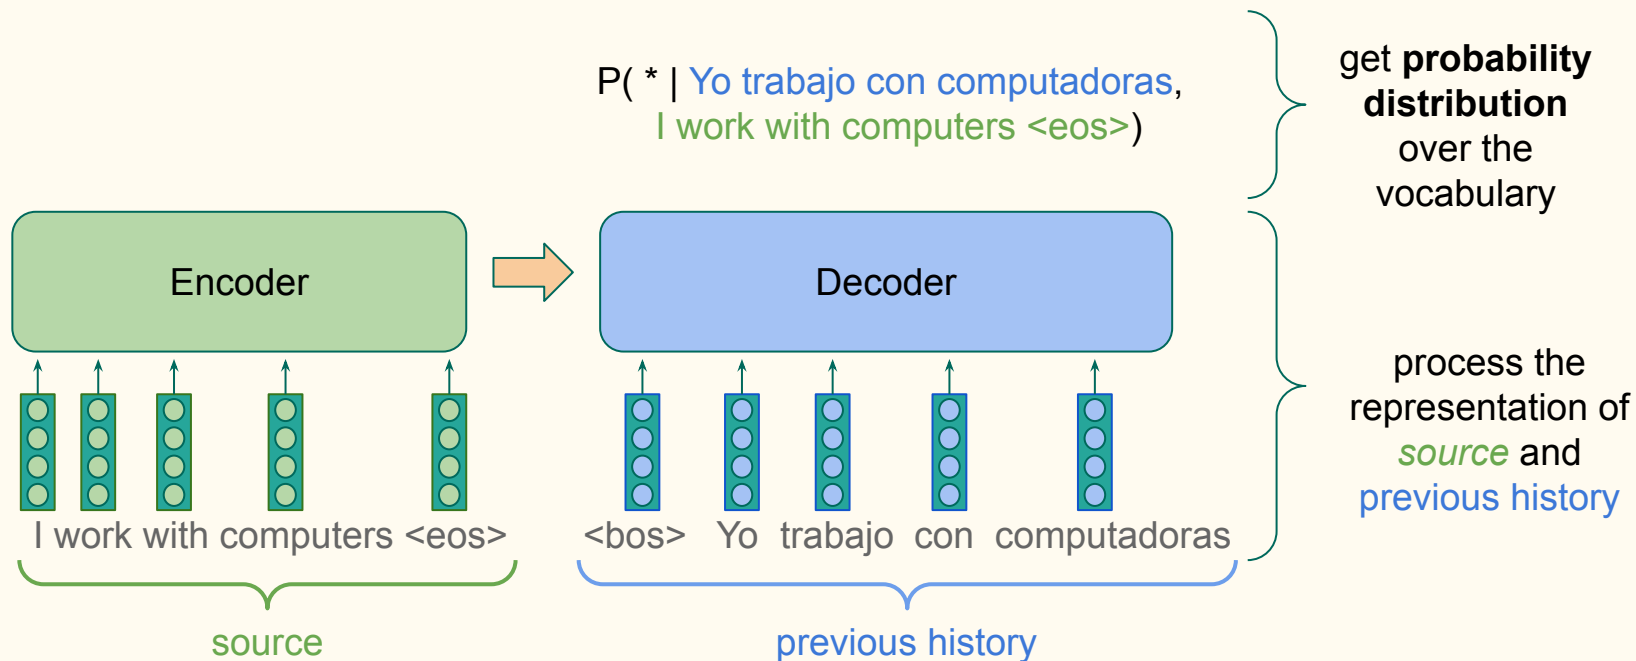 P( * | Yo trabajo con computadoras,
I work with computers <eos>)
get probability
distribution
over the
vocabulary
Encoder
Decoder
process the
representation of
source and
previous history
I work with computers <eos>
<bos> Yo trabajo con computadoras
source
previous history